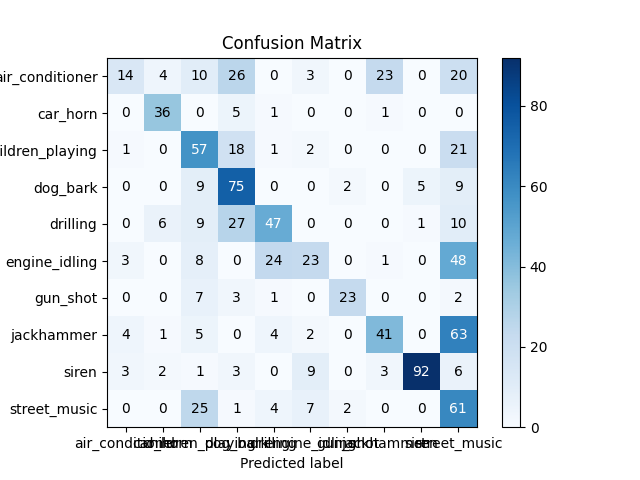 Confusion Matrix
air_conditioner 14 4 10 26 0 3 0 23 0 20
car_horn 0 36 0 5 1 0 0 1 0 0
ildren_playing 1 0 57 18 1 2 0 0 0 21
dog_bark 0 0 9 75 0 0 2 0 5 9
drilling 0 6 9 27 47 0 0 0 1 10
engine_idling 3 0 8 0 24 23 0 1 0 48
gun_shot 0 0 7 3 1 0 23 0 0 2
jackhammer 4 1 5 0 4 2 0 41 0 63
siren 3 2 1 3 0 9 0 3 92 6
street_music 0 0 25 1 4 7 2 0 0 61
street_music
Predicted label
80
60
40
20
0